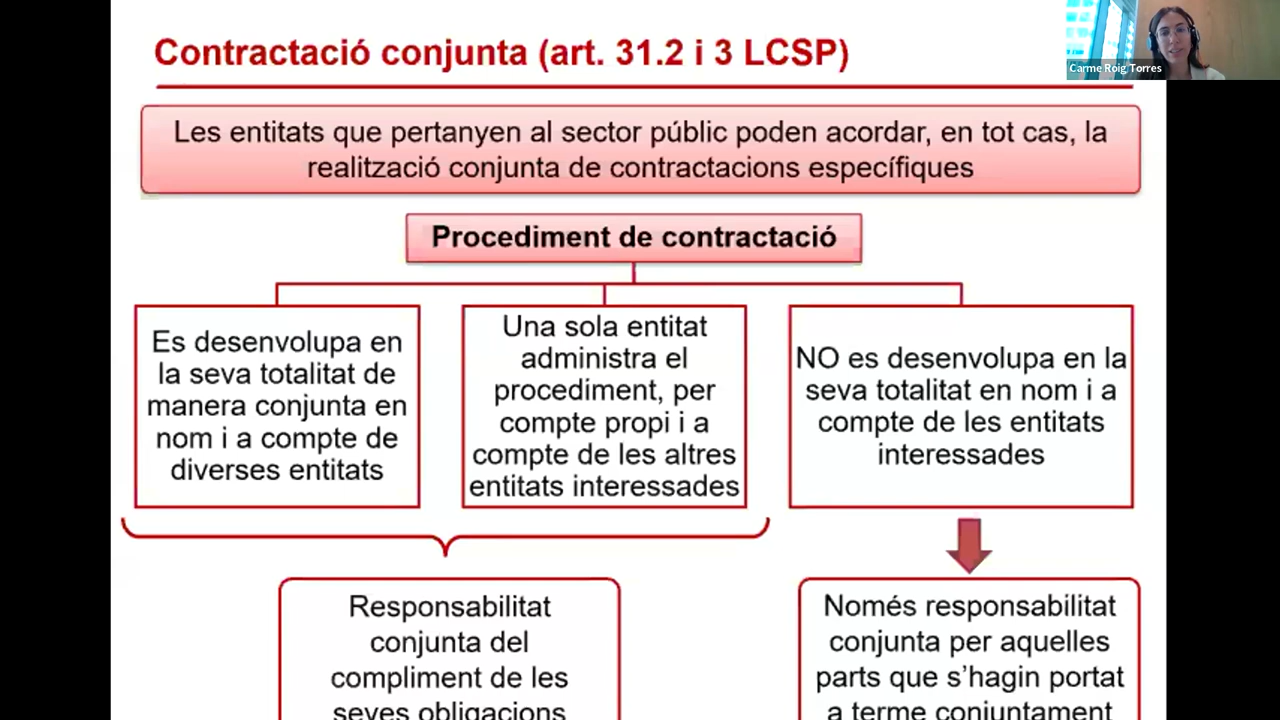 Contractació conjunta (art. 31.2 i 3 LCSP)
Carme Roig Torres
Les entitats que pertanyen al sector públic poden acordar, en tot cas, la
realització conjunta de contractacions específiques
Procediment de contractació
Es desenvolupa en
la seva totalitat de
manera conjunta en
nom i a compte de
diverses entitats
Una sola entitat
administra el
procediment, per
compte propi i a
compte de les altres
entitats interessades
NO es desenvolupa en la
seva totalitat en nom i a
compte de les entitats
interessades
Responsabilitat
conjunta del
compliment de les
seves obligacions
Només responsabilitat
conjunta per aquelles
parts que s’hagin portat
a terme conjuntament